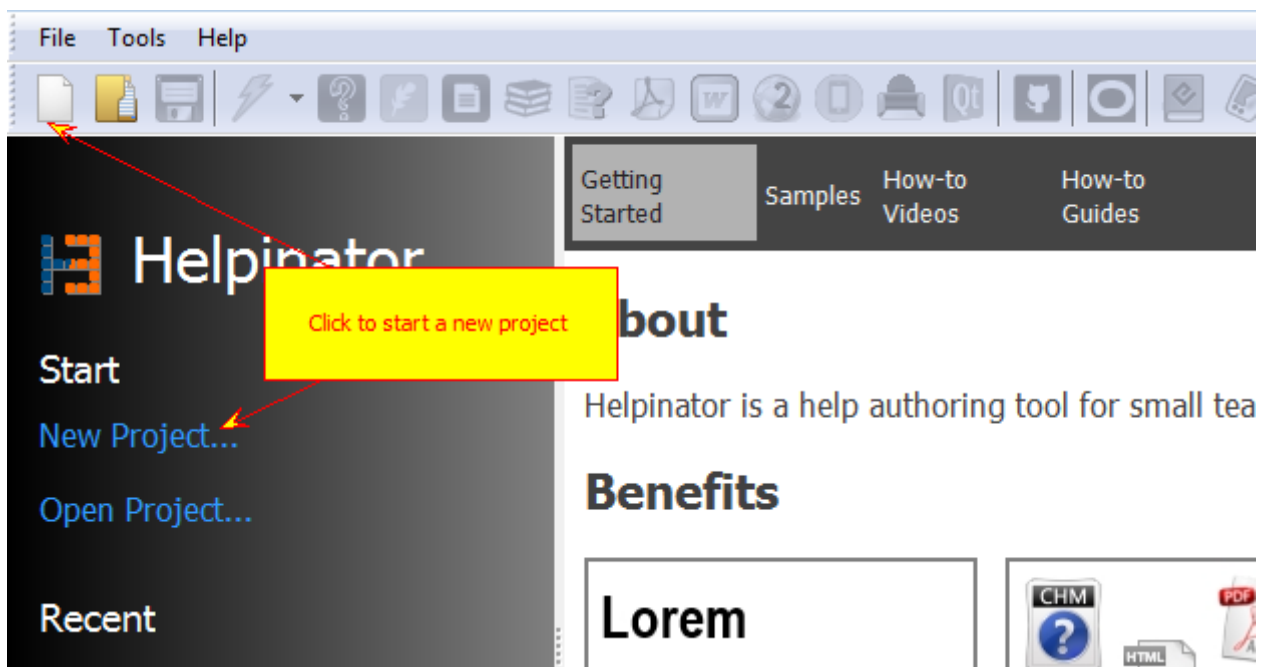 File Tools Help
W 2 Qt
Getting
Started
Samples
How-to
Videos
How-to
Guides
Helpinator
Click to start a new project
bout
Start
Helpinator is a help authoring tool for small tea
New Project...
Benefits
Open Project...
Lorem
CHM
PDF
HTML
Recent